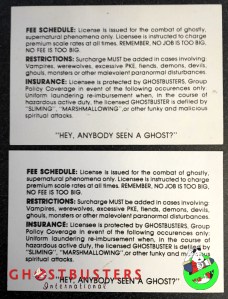 FEE SCHEDULE: License is issued for the combat of ghostly,
supernatural phenomena only. Licensee is instructed to charge
premium scale rates at all times. REMEMBER, NO JOB IS TOO BIG,
NO FEE IS TOO BIG.
RESTRICTIONS: Surcharge MUST be added in cases involving
Vampires, werewolves, excessive PKE, fiends, demons, devils,
ghouls, monsters or other malevolent paranormal disturbances.
INSURANCE: Licensee is protected by GHOSTBUSTERS, Group
Policy Coverage in event of the following occurences only:
Uniform laundering re-imbursement when, in the course of
hazardous active duty, the licensed GHOSTBUSTER is defiled by
"SLIMING", "MARSHMALLOWING",..or other funky and malicious
spiritual attacks.
"HEY, ANYBODY SEEN A GHOST?"
FEE SCHEDULE: License is issued for the combat of ghostly,
supernatural phenomena only. Licensee is instructed to charge
premium scale rates at all times. REMEMBER, NO JOB IS TOO BIG,
NO FEE IS TOO BIG.
RESTRICTIONS: Surcharge MUST be added in cases involving
Vampires, werewolves, excessive PKE, fiends, demons, devils,
ghouls, monsters or other malevolent paranormal disturbances.
INSURANCE: Licensee is protected by GHOSTBUSTERS, Group
Policy Coverage in event of the following occurences only:
Uniform laundering re-imbursement when, in the course of
hazardous active duty, the licensed GHOSTBUSTER is defiled by
"SLIMING", "MARSHMALLOWING",..or other funky and malicious
spiritual attacks.
"HEY, ANYBODY SEEN A GHOST?"
GHOSTBUSTERS
International